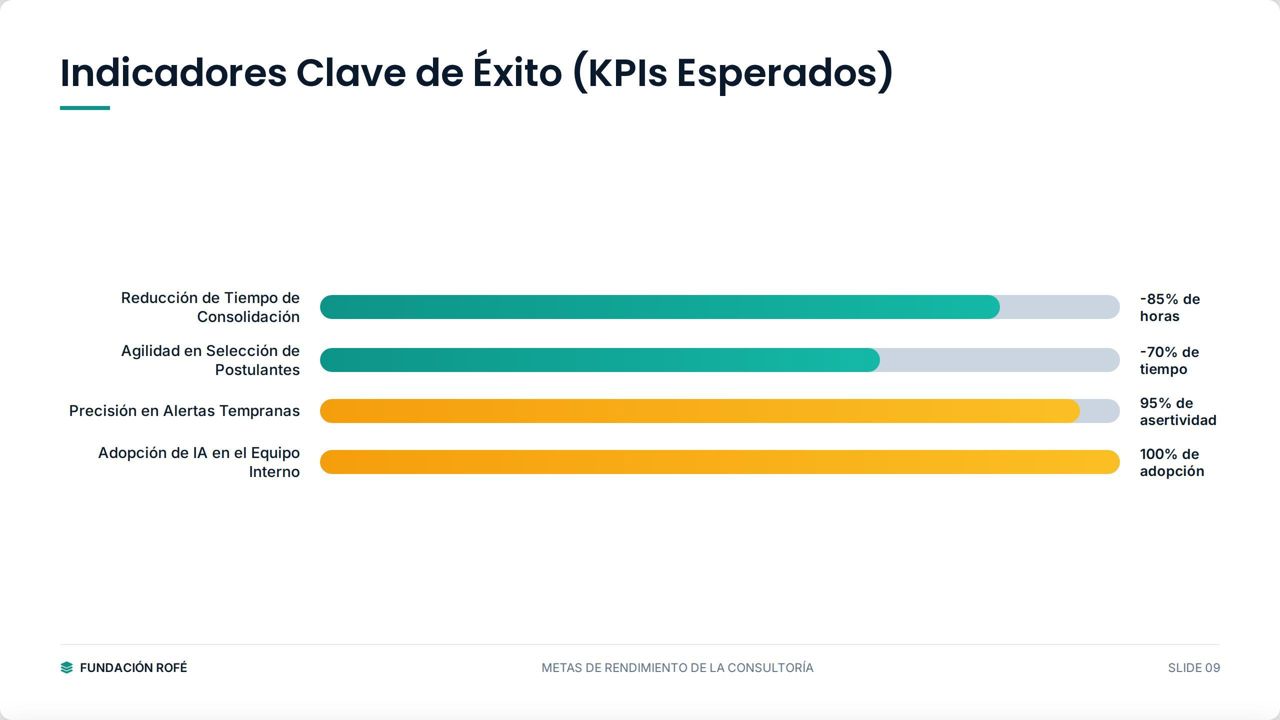 Indicadores Clave de Éxito (KPIs Esperados)
Reducción de Tiempo de
Consolidación
-85% de
horas
Agilidad en Selección de
Postulantes
-70% de
tiempo
Precisión en Alertas Tempranas
95% de
asertividad
Adopción de IA en el Equipo
Interno
100% de
adopción
FUNDACIÓN ROFÉ
METAS DE RENDIMIENTO DE LA CONSULTORÍA
SLIDE 09